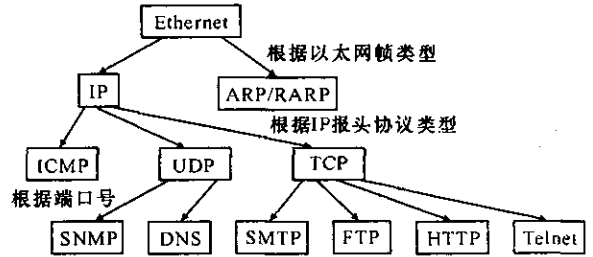 Ethernet
根据以太网帧类型
IP
ARP/RARP
根据IP报头协议类型
ICMP
UDP
TCP
根据端口号
SNMP
DNS
SMTP
FTP
HTTP
Telnet